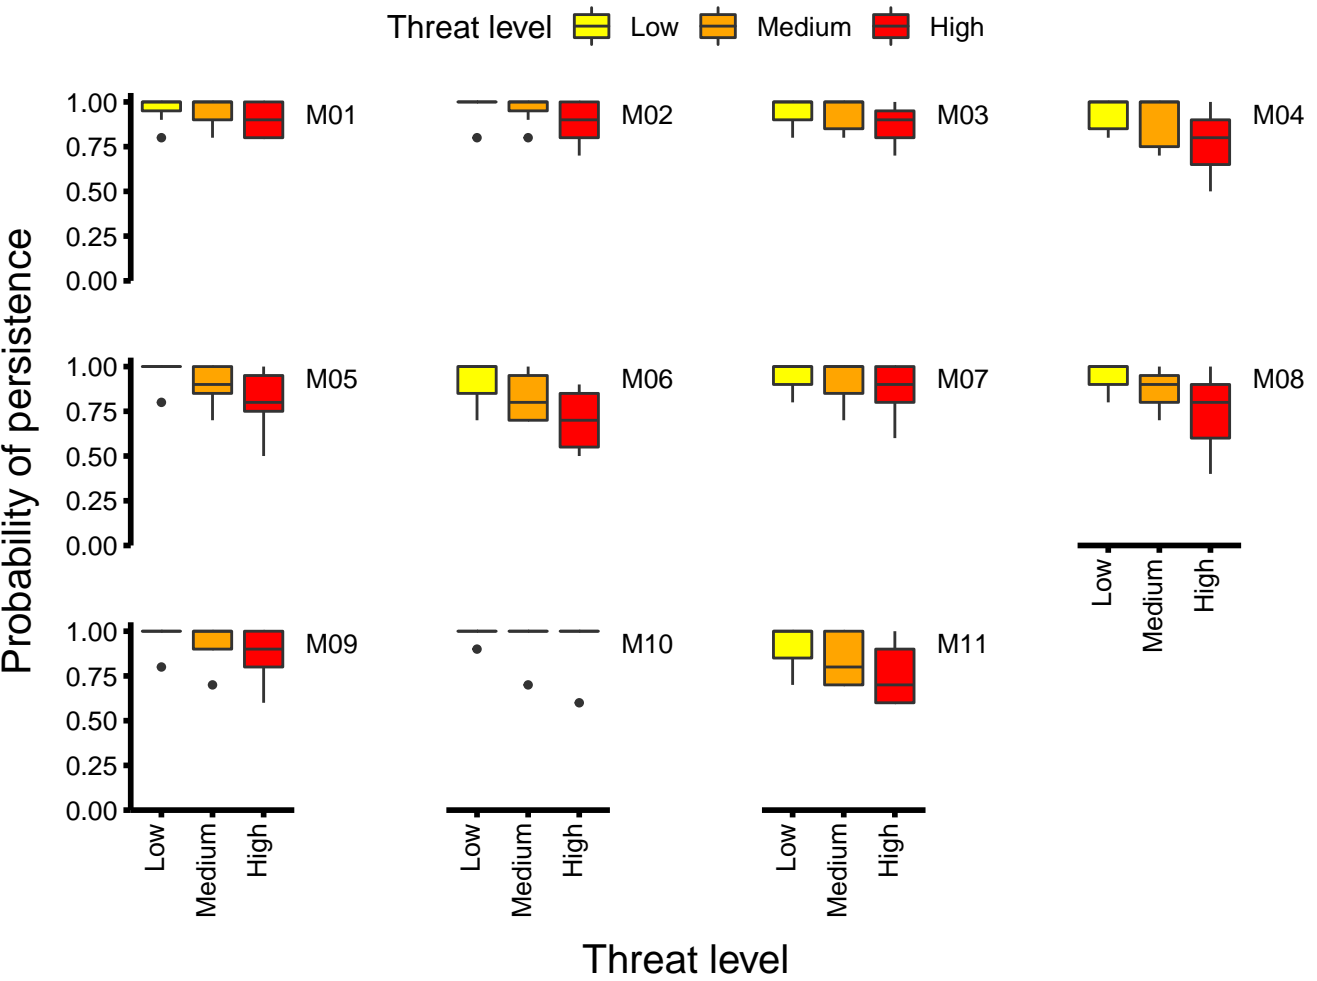 Threat level Low Medium High
1.00 M01 M02 M03 M04
0.75
0.50
0.25
0.00
Probability of persistence
1.00 M05 M06 M07 M08
0.75
0.50
0.25
0.00
Low Medium High
1.00 M09 M10 M11
0.75
0.50
0.25
0.00
Low Medium High Low Medium High Low Medium High
Threat level